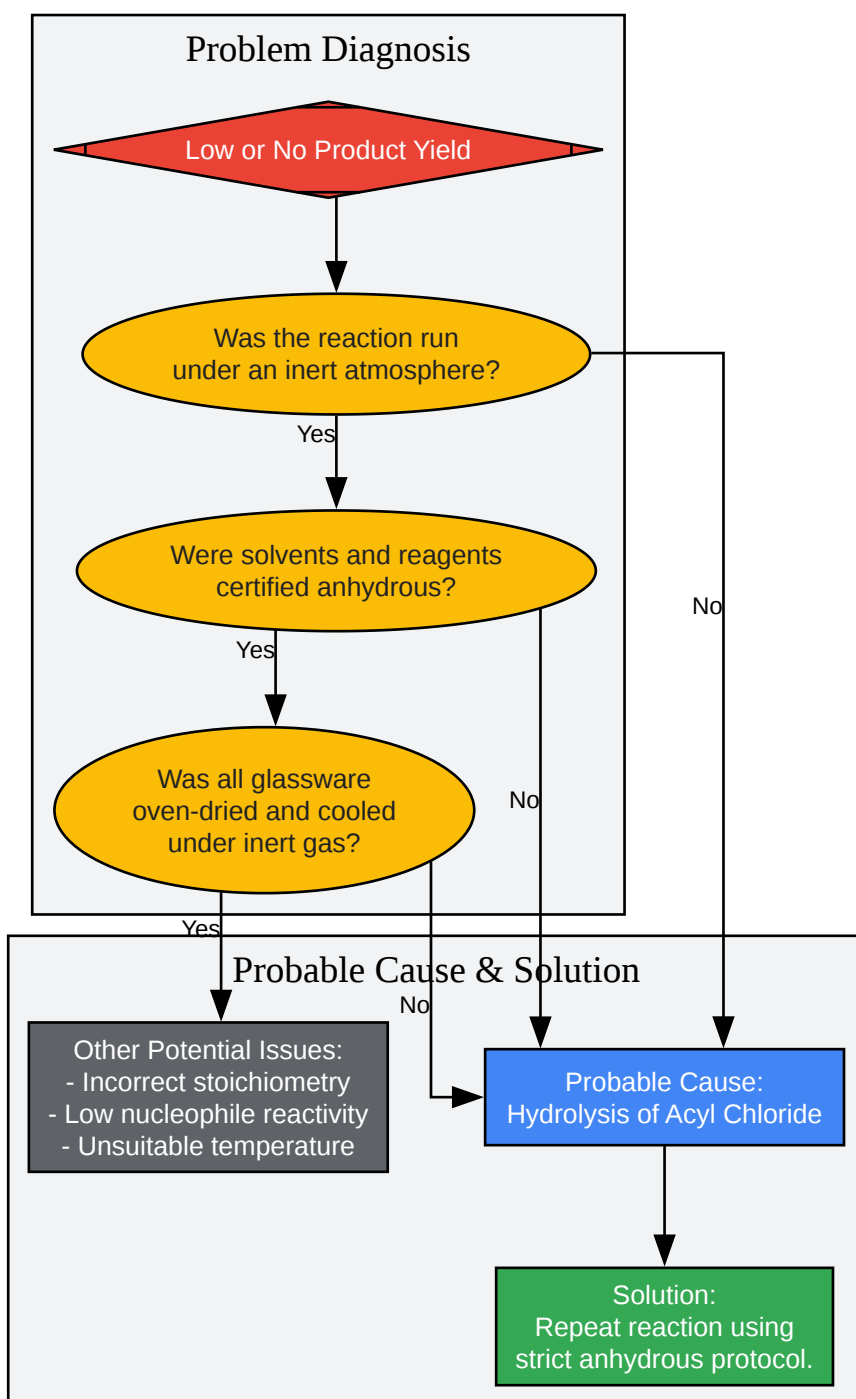 Problem Diagnosis
Low or No Product Yield
Was the reaction run
under an inert atmosphere?
Yes
Were solvents and reagents
certified anhydrous?
No
Yes
Was all glassware
oven-dried and cooled
under inert gas?
No
Yes
Probable Cause & Solution
No
Other Potential Issues:
- Incorrect stoichiometry
- Low nucleophile reactivity
- Unsuitable temperature
Probable Cause:
Hydrolysis of Acyl Chloride
Solution:
Repeat reaction using
strict anhydrous protocol.